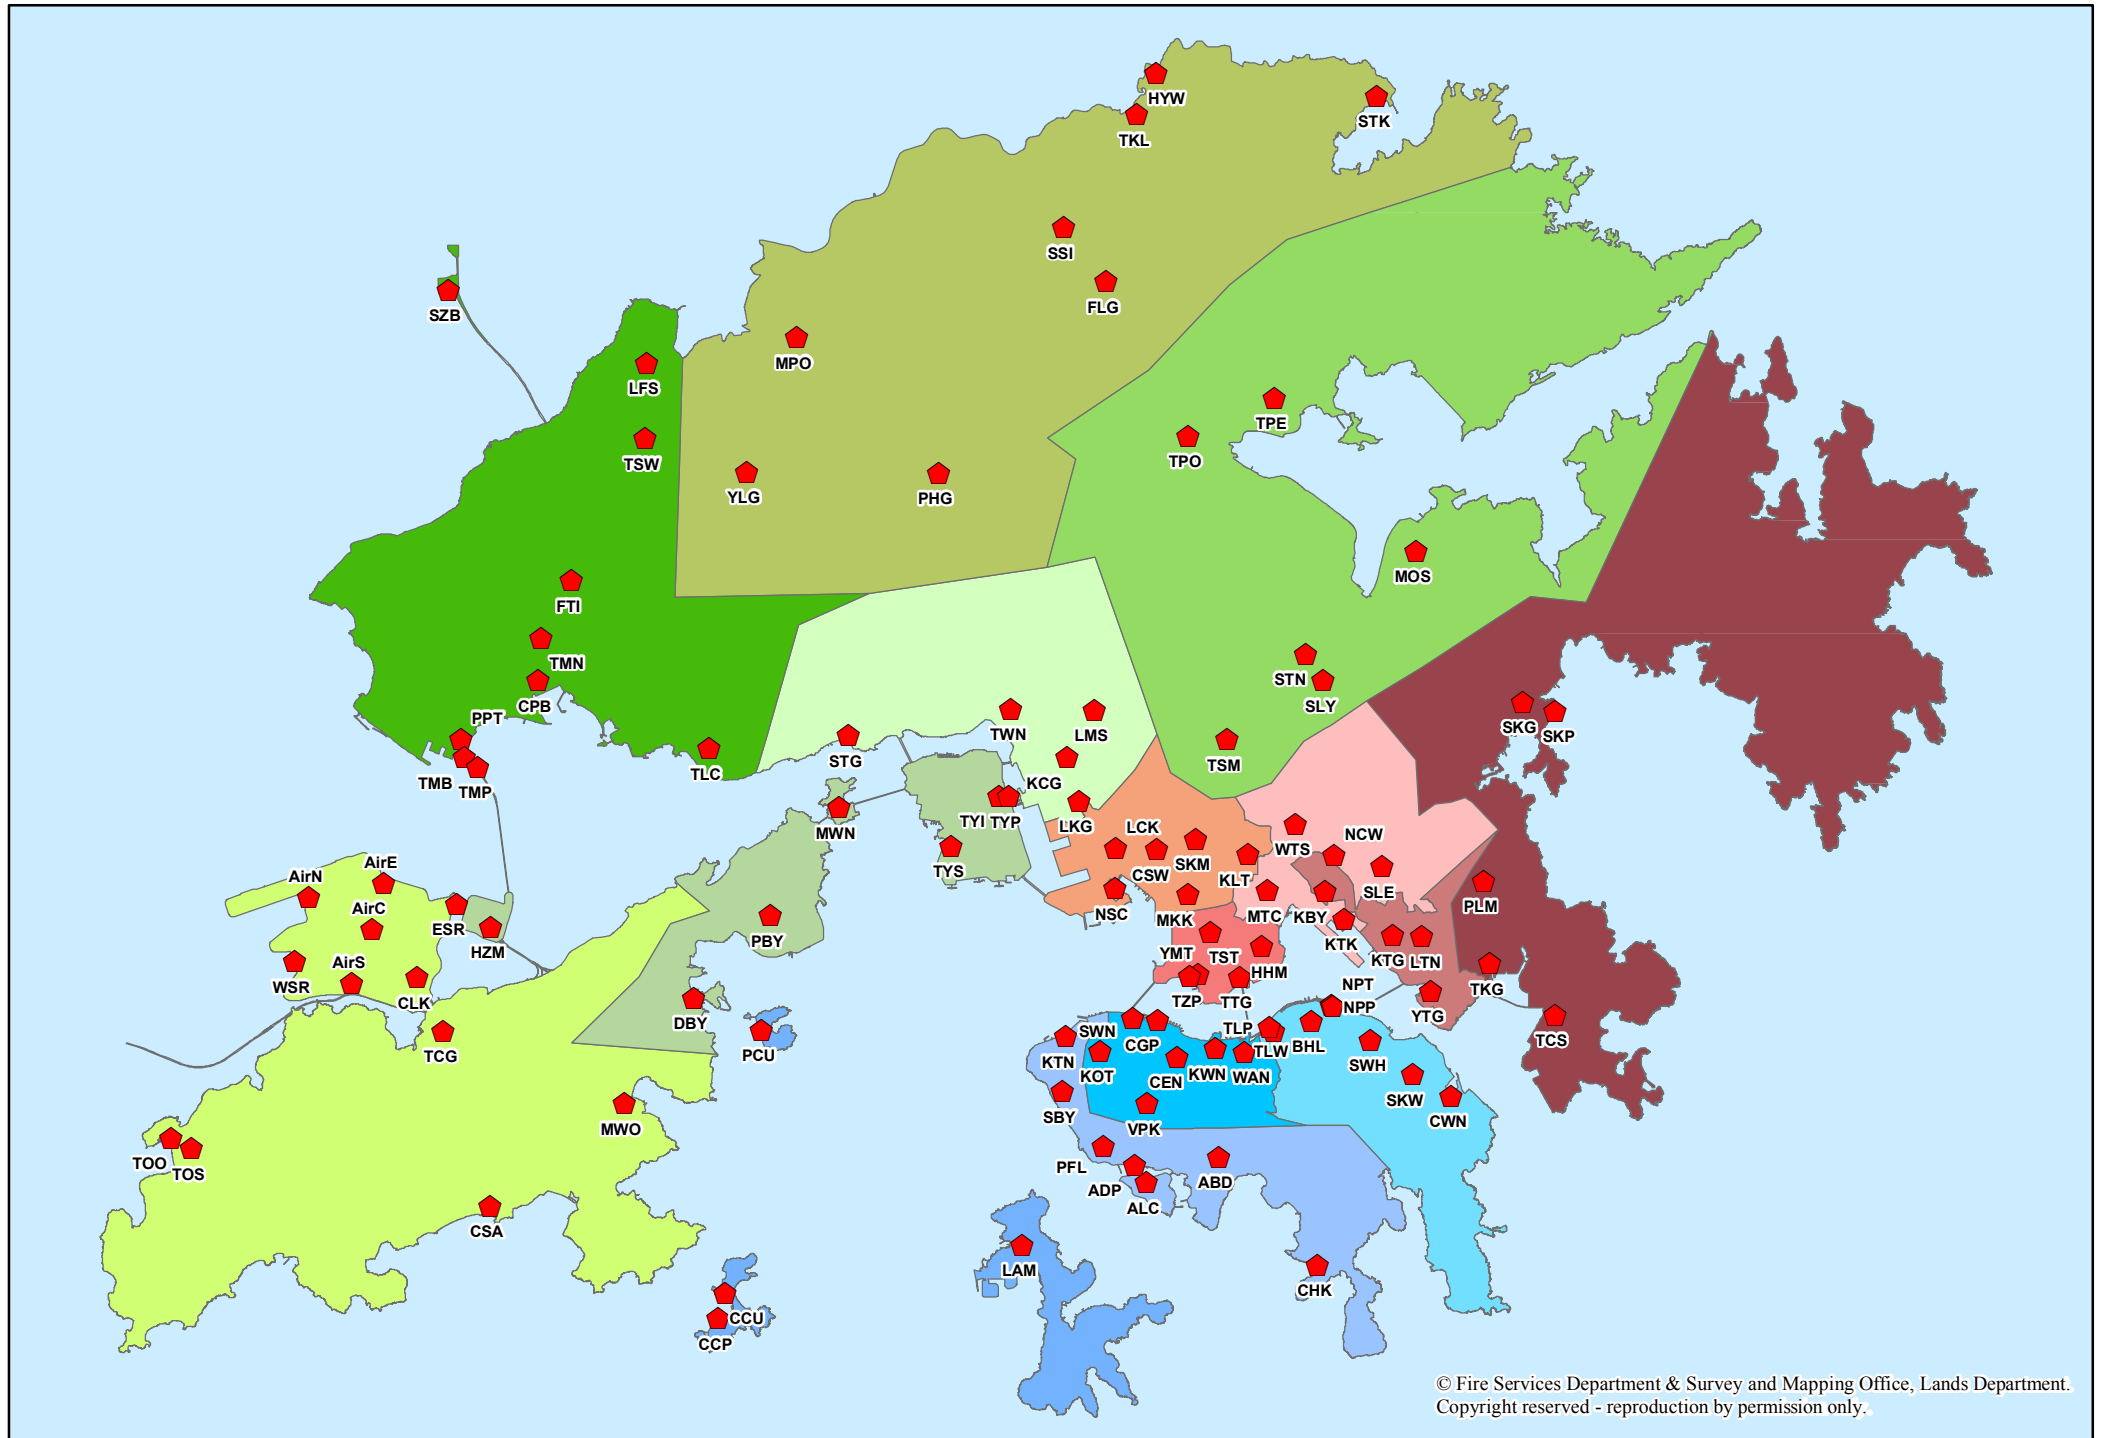 HYW
STK
TKL
SSI
FLG
SZB
MPO
LFS
TPE
TSW
TPO
YLG
PHG
MOS
FTI
TMN
STN
SLY
CPB
PPT
SKG
SKP
TWN
LMS
STG
TLC
TSM
TMB
TMP
KCG
TYI
TYP
LKG
LCK
MWN
NCW
WTS
AirE
SKM
TYS
CSW
KLT
AirN
SLE
AirC
PLM
NSC
MKK
MTC
KBY
ESR
PBY
KTK
HZM
YMT
TST
KTG
LTN
AirS
HHM
WSR
NPT
TKG
CLK
TZP
TTG
NPP
YTG
DBY
TCS
SWN
TLP
CGP
TCG
PCU
KTN
TLW
BHL
KOT
CEN
KWN
WAN
SWH
SKW
SBY
MWO
CWN
VPK
TOO
TOS
PFL
ABD
ADP
ALC
CSA
LAM
CHK
CCU
CCP
© Fire Services Department & Survey and Mapping Office, Lands Department.
Copyright reserved - reproduction by permission only.